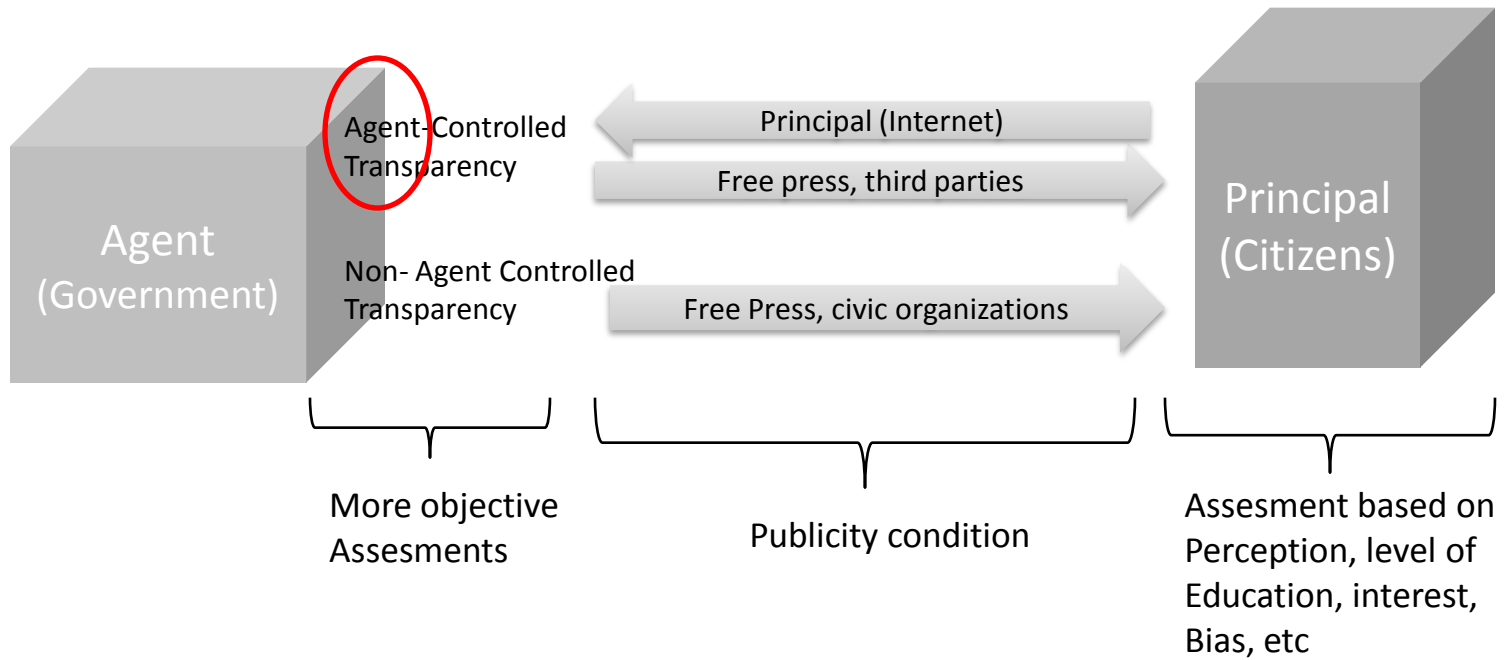 Agent
(Government)
Agent-Controlled
Transparency
Non- Agent Controlled
Transparency
Principal (Internet)
Free press, third parties
Free Press, civic organizations
Principal
(Citizens)
More objective
Assesments
Publicity condition
Assesment based on
Perception, level of
Education, interest,
Bias, etc